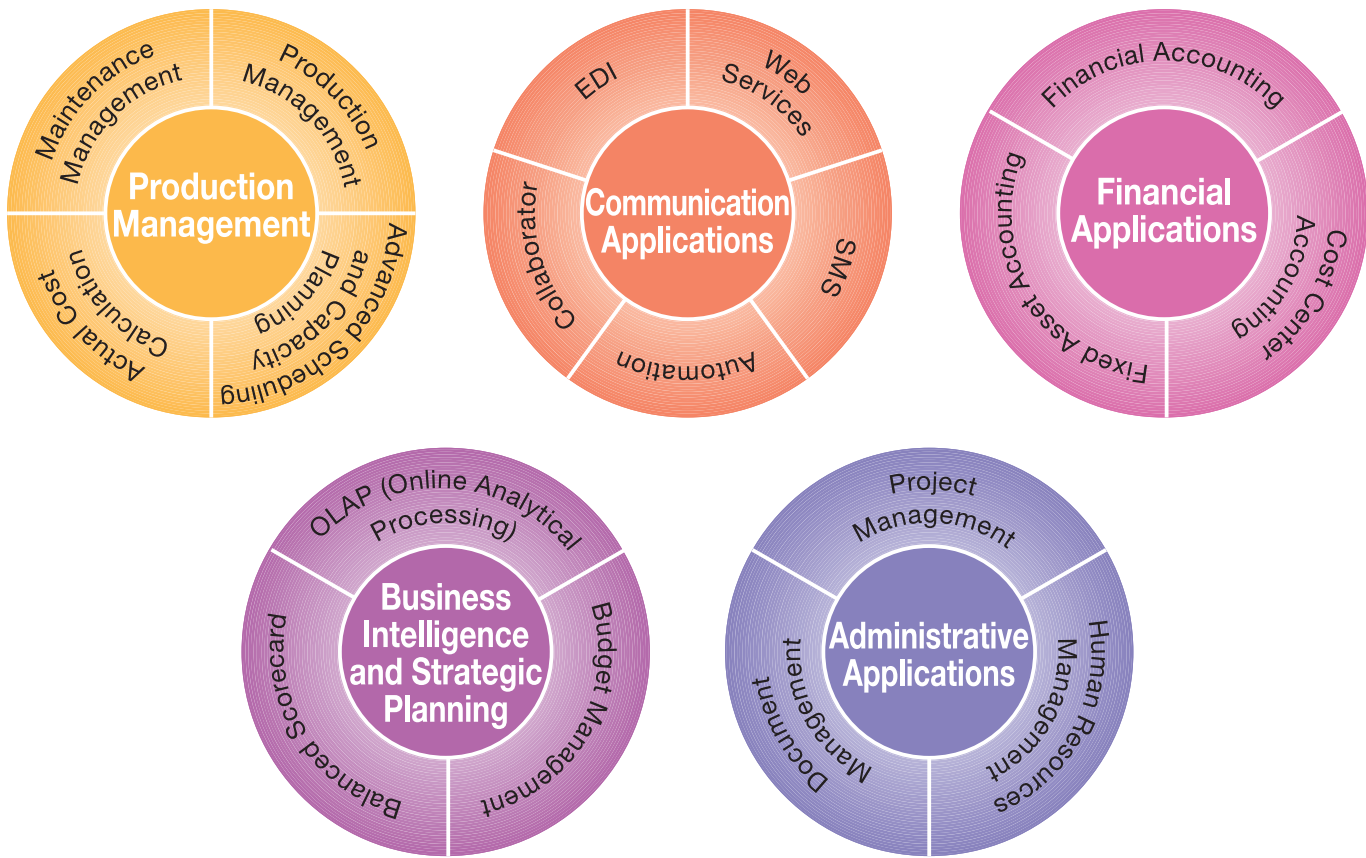 Maintenance
Management
Production
Management
Advanced Scheduling
and Capacity
Planning
Actual Cost
Calculation
Production
Management
EDI
Web
Services
SMS
Automation
Collaborator
Communication
Applications
Financial Accounting
Cost Center
Accounting
Fixed Asset Accounting
Financial
Applications
OLAP (Online Analytical
Processing)
Budget Management
Balanced Scorecard
Business
Intelligence
and Strategic
Planning
Project
Management
Human Resources
Management
Document
Management
Administrative
Applications